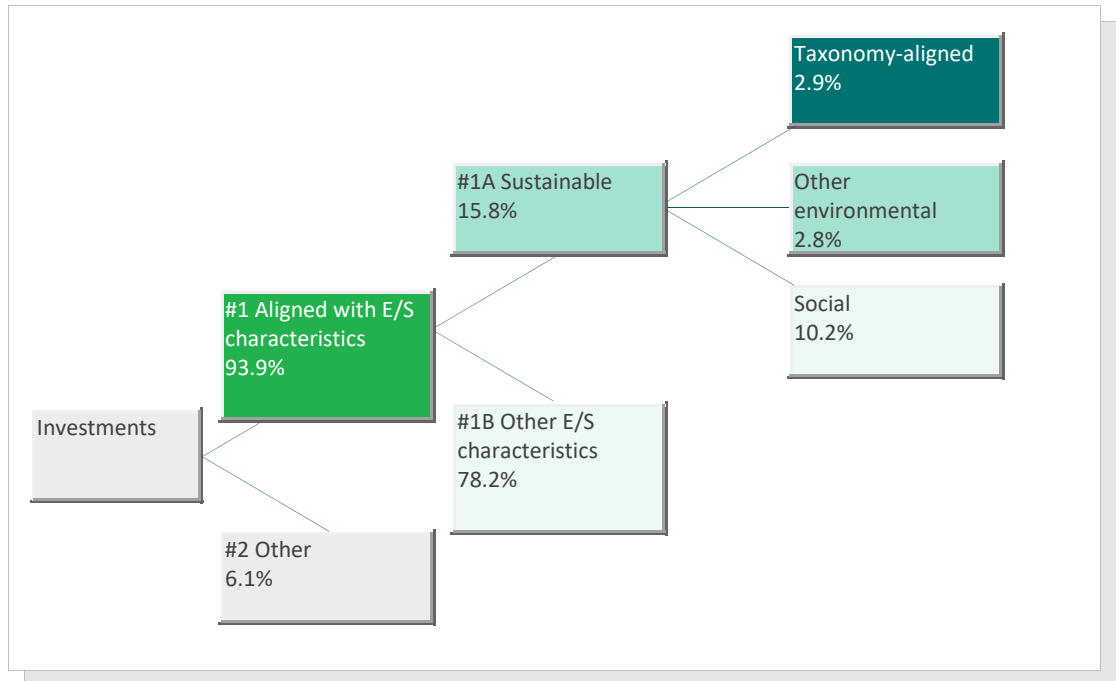 Taxonomy-aligned
2.9%
#1A Sustainable
15.8%
Other
environmental
2.8%
#1 Aligned with E/S
characteristics
93.9%
Social
10.2%
Investments
#1B Other E/S
characteristics
78.2%
#2 Other
6.1%